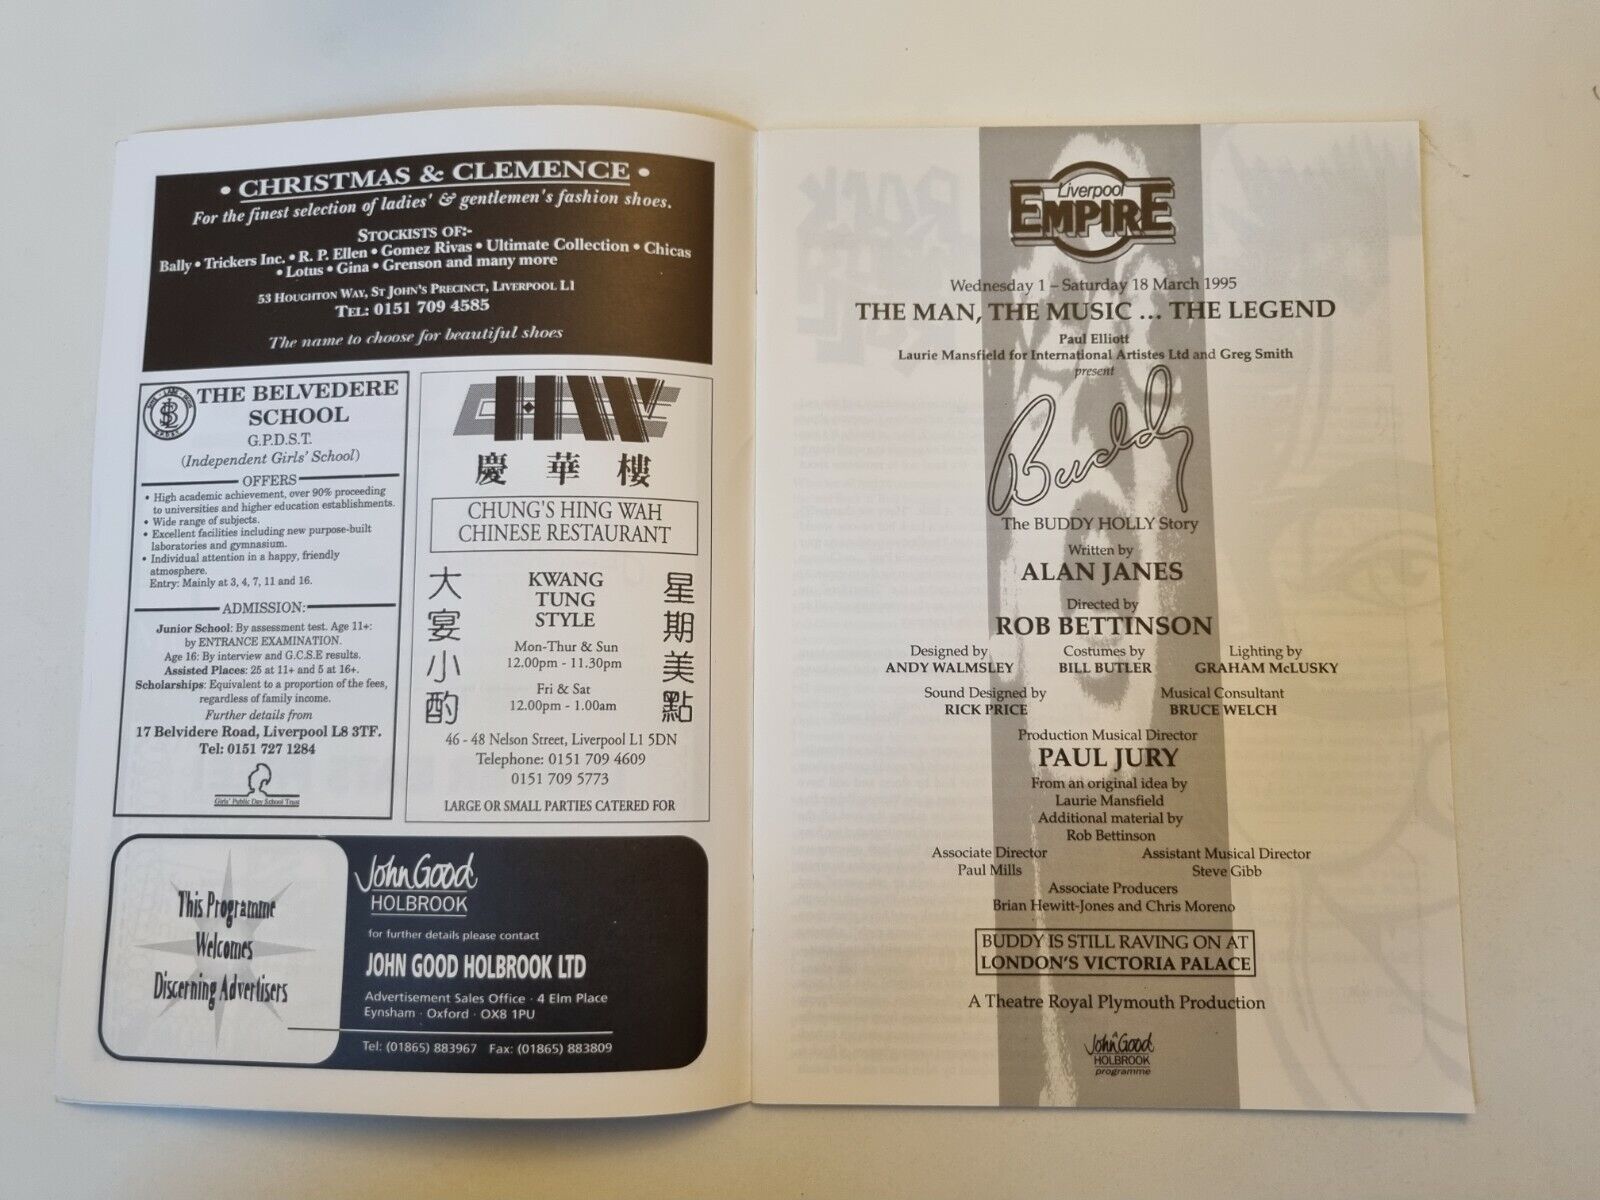 • CHRISTMAS & CLEMENCE •
For the finest selection of ladies' & gentlemen's fashion shoes.
STOCKISTS OF:-
Bally • Trickers Inc. • R. P. Ellen • Gomez Rivas • Ultimate Collection • Chicas
• Lotus • Gina • Grenson and many more
53 HOUGHTON WAY, ST JOHN'S PRECINCT, LIVERPOOL L1
TEL: 0151 709 4585
The name to choose for beautiful shoes
THE BELVEDERE
SCHOOL
G.P.D.S.T.
(Independent Girls' School)
OFFERS
• High academic achievement, over 90% proceeding
to universities and higher education establishments.
• Wide range of subjects.
• Excellent facilities including new purpose-built
laboratories and gymnasium.
• Individual attention in a happy, friendly
atmosphere.
Entry: Mainly at 3, 4, 7, 11 and 16.
ADMISSION:
Junior School: By assessment test. Age 11+:
by ENTRANCE EXAMINATION.
Age 16: By interview and G.C.S.E results.
Assisted Places: 25 at 11+ and 5 at 16+.
Scholarships: Equivalent to a proportion of the fees,
regardless of family income.
Further details from
17 Belvidere Road, Liverpool L8 3TF.
Tel: 0151 727 1284
Girls' Public Day School Trust
HW
慶華樓
CHUNG'S HING WAH
CHINESE RESTAURANT
大宴小酌
KWANG
TUNG
STYLE
Mon-Thur & Sun
12.00pm - 11.30pm
Fri & Sat
12.00pm - 1.00am
星期美點
46 - 48 Nelson Street, Liverpool L1 5DN
Telephone: 0151 709 4609
0151 709 5773
LARGE OR SMALL PARTIES CATERED FOR
This Programme
Welcomes
Discerning Advertisers
John Good
HOLBROOK
for further details please contact
JOHN GOOD HOLBROOK LTD
Advertisement Sales Office · 4 Elm Place
Eynsham · Oxford · OX8 1PU
Tel: (01865) 883967 Fax: (01865) 883809
Liverpool
EMPIRE
Wednesday 1 – Saturday 18 March 1995
THE MAN, THE MUSIC ... THE LEGEND
Paul Elliott
Laurie Mansfield for International Artistes Ltd and Greg Smith
present
Buddy
The BUDDY HOLLY Story
Written by
ALAN JANES
Directed by
ROB BETTINSON
Designed by
ANDY WALMSLEY
Costumes by
BILL BUTLER
Lighting by
GRAHAM McLUSKY
Sound Designed by
RICK PRICE
Musical Consultant
BRUCE WELCH
Production Musical Director
PAUL JURY
From an original idea by
Laurie Mansfield
Additional material by
Rob Bettinson
Associate Director
Paul Mills
Assistant Musical Director
Steve Gibb
Associate Producers
Brian Hewitt-Jones and Chris Moreno
BUDDY IS STILL RAVING ON AT
LONDON'S VICTORIA PALACE
A Theatre Royal Plymouth Production
A
John Good
HOLBROOK
programme